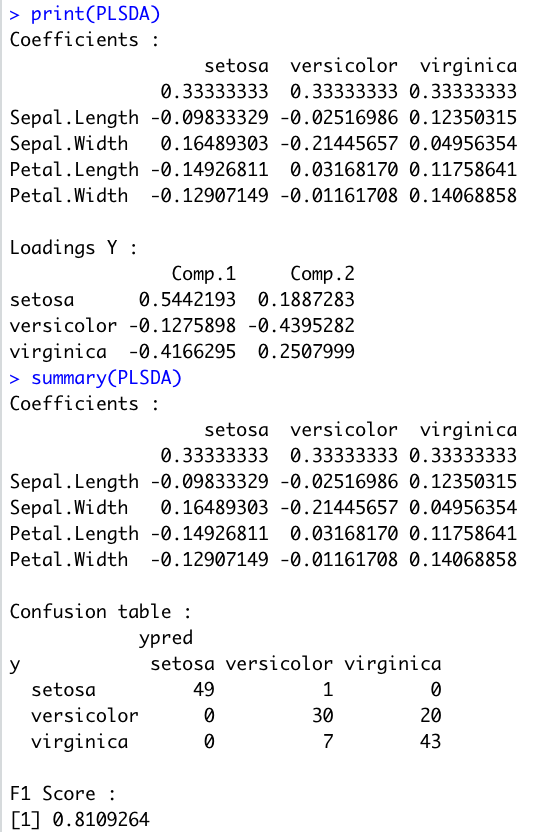 > print(PLSDA)
Coefficients :
                 setosa  versicolor  virginica
             0.33333333  0.33333333 0.33333333
Sepal.Length -0.09833329 -0.02516986 0.12350315
Sepal.Width   0.16489303 -0.21445657 0.04956354
Petal.Length -0.14926811  0.03168170 0.11758641
Petal.Width  -0.12907149 -0.01161708 0.14068858

Loadings Y :
               Comp.1     Comp.2
setosa      0.5442193  0.1887283
versicolor -0.1275898 -0.4395282
virginica  -0.4166295  0.2507999
> summary(PLSDA)
Coefficients :
                 setosa  versicolor  virginica
             0.33333333  0.33333333 0.33333333
Sepal.Length -0.09833329 -0.02516986 0.12350315
Sepal.Width   0.16489303 -0.21445657 0.04956354
Petal.Length -0.14926811  0.03168170 0.11758641
Petal.Width  -0.12907149 -0.01161708 0.14068858

Confusion table :
            ypred
y            setosa versicolor virginica
  setosa         49          1         0
  versicolor      0         30        20
  virginica       0          7        43

F1 Score :
[1] 0.8109264